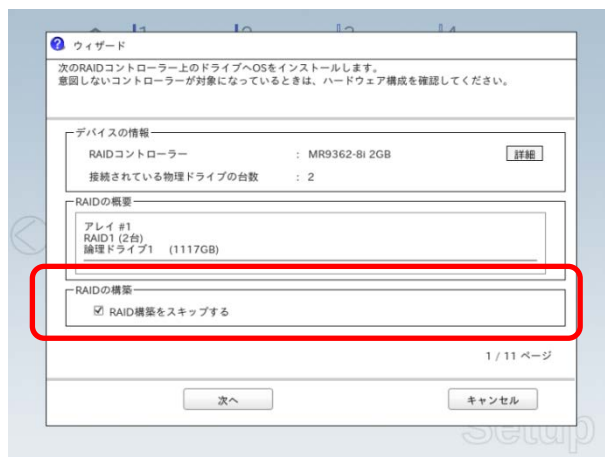 ウィザード
次のRAIDコントローラー上のドライブへOSをインストールします。
意図しないコントローラーが対象になっているときは、ハードウェア構成を確認してください。
デバイスの情報
RAIDコントローラー : MR9362-8i 2GB 詳細
接続されている物理ドライブの台数 : 2
RAIDの概要
アレイ #1
RAID1 (2台)
論理ドライブ1 (1117GB)
RAIDの構築
RAID構築をスキップする
1 / 11 ページ
次へ キャンセル
Setup